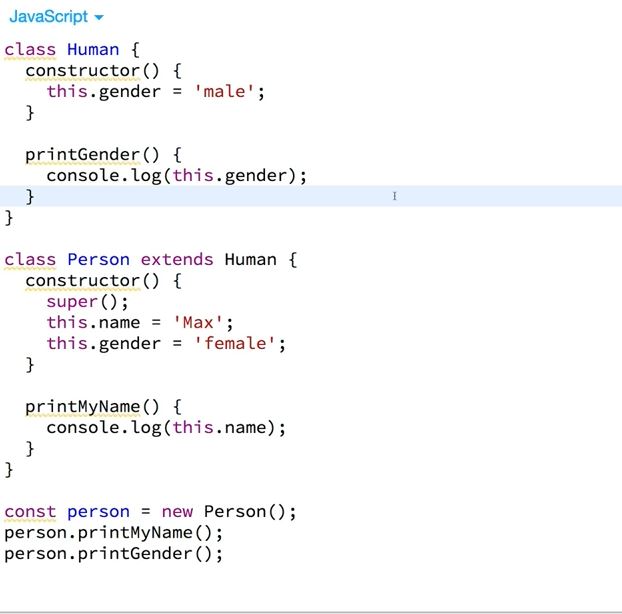 JavaScript
class Human {
  constructor() {
    this.gender = 'male';
  }

  printGender() {
    console.log(this.gender);
  }
}

class Person extends Human {
  constructor() {
    super();
    this.name = 'Max';
    this.gender = 'female';
  }

  printMyName() {
    console.log(this.name);
  }
}

const person = new Person();
person.printMyName();
person.printGender();